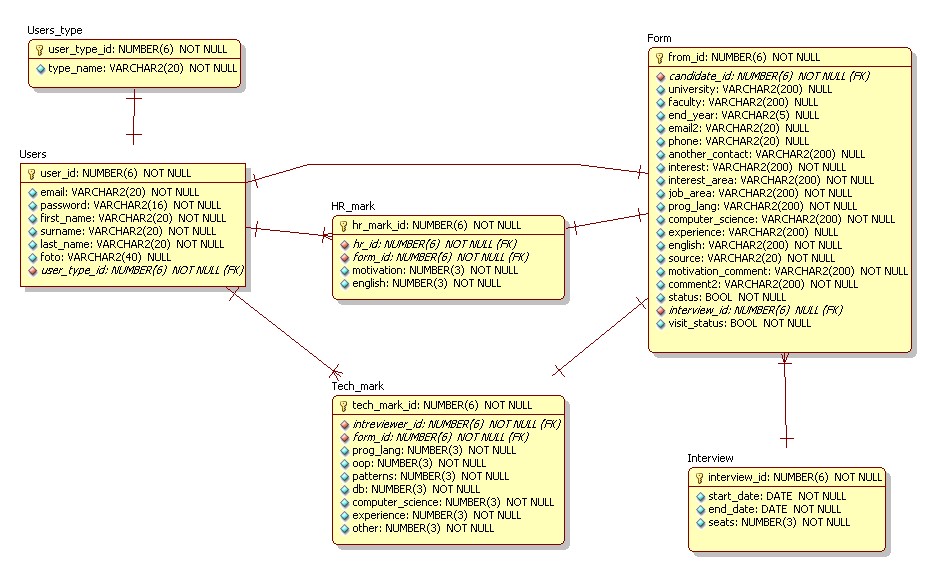 Users_type
user_type_id: NUMBER(6) NOT NULL
type_name: VARCHAR2(20) NOT NULL
Users
user_id: NUMBER(6) NOT NULL
email: VARCHAR2(20) NOT NULL
password: VARCHAR2(16) NOT NULL
first_name: VARCHAR2(20) NOT NULL
surname: VARCHAR2(20) NOT NULL
last_name: VARCHAR2(20) NOT NULL
foto: VARCHAR2(40) NULL
user_type_id: NUMBER(6) NOT NULL (FK)
HR_mark
hr_mark_id: NUMBER(6) NOT NULL
hr_id: NUMBER(6) NOT NULL (FK)
form_id: NUMBER(6) NOT NULL (FK)
motivation: NUMBER(3) NOT NULL
english: NUMBER(3) NOT NULL
Tech_mark
tech_mark_id: NUMBER(6) NOT NULL
intreviewer_id: NUMBER(6) NOT NULL (FK)
form_id: NUMBER(6) NOT NULL (FK)
prog_lang: NUMBER(3) NOT NULL
oop: NUMBER(3) NOT NULL
patterns: NUMBER(3) NOT NULL
db: NUMBER(3) NOT NULL
computer_science: NUMBER(3) NOT NULL
experience: NUMBER(3) NOT NULL
other: NUMBER(3) NOT NULL
Form
from_id: NUMBER(6) NOT NULL
candidate_id: NUMBER(6) NOT NULL (FK)
university: VARCHAR2(200) NULL
faculty: VARCHAR2(200) NULL
end_year: VARCHAR2(5) NULL
email2: VARCHAR2(20) NULL
phone: VARCHAR2(20) NULL
another_contact: VARCHAR2(200) NULL
interest: VARCHAR2(200) NOT NULL
interest_area: VARCHAR2(200) NOT NULL
job_area: VARCHAR2(200) NOT NULL
prog_lang: VARCHAR2(200) NOT NULL
computer_science: VARCHAR2(200) NOT NULL
experience: VARCHAR2(200) NULL
english: VARCHAR2(200) NOT NULL
source: VARCHAR2(20) NOT NULL
motivation_comment: VARCHAR2(200) NOT NULL
comment2: VARCHAR2(200) NOT NULL
status: BOOL NOT NULL
interview_id: NUMBER(6) NULL (FK)
visit_status: BOOL NOT NULL
Interview
interview_id: NUMBER(6) NOT NULL
start_date: DATE NOT NULL
end_date: DATE NOT NULL
seats: NUMBER(3) NOT NULL